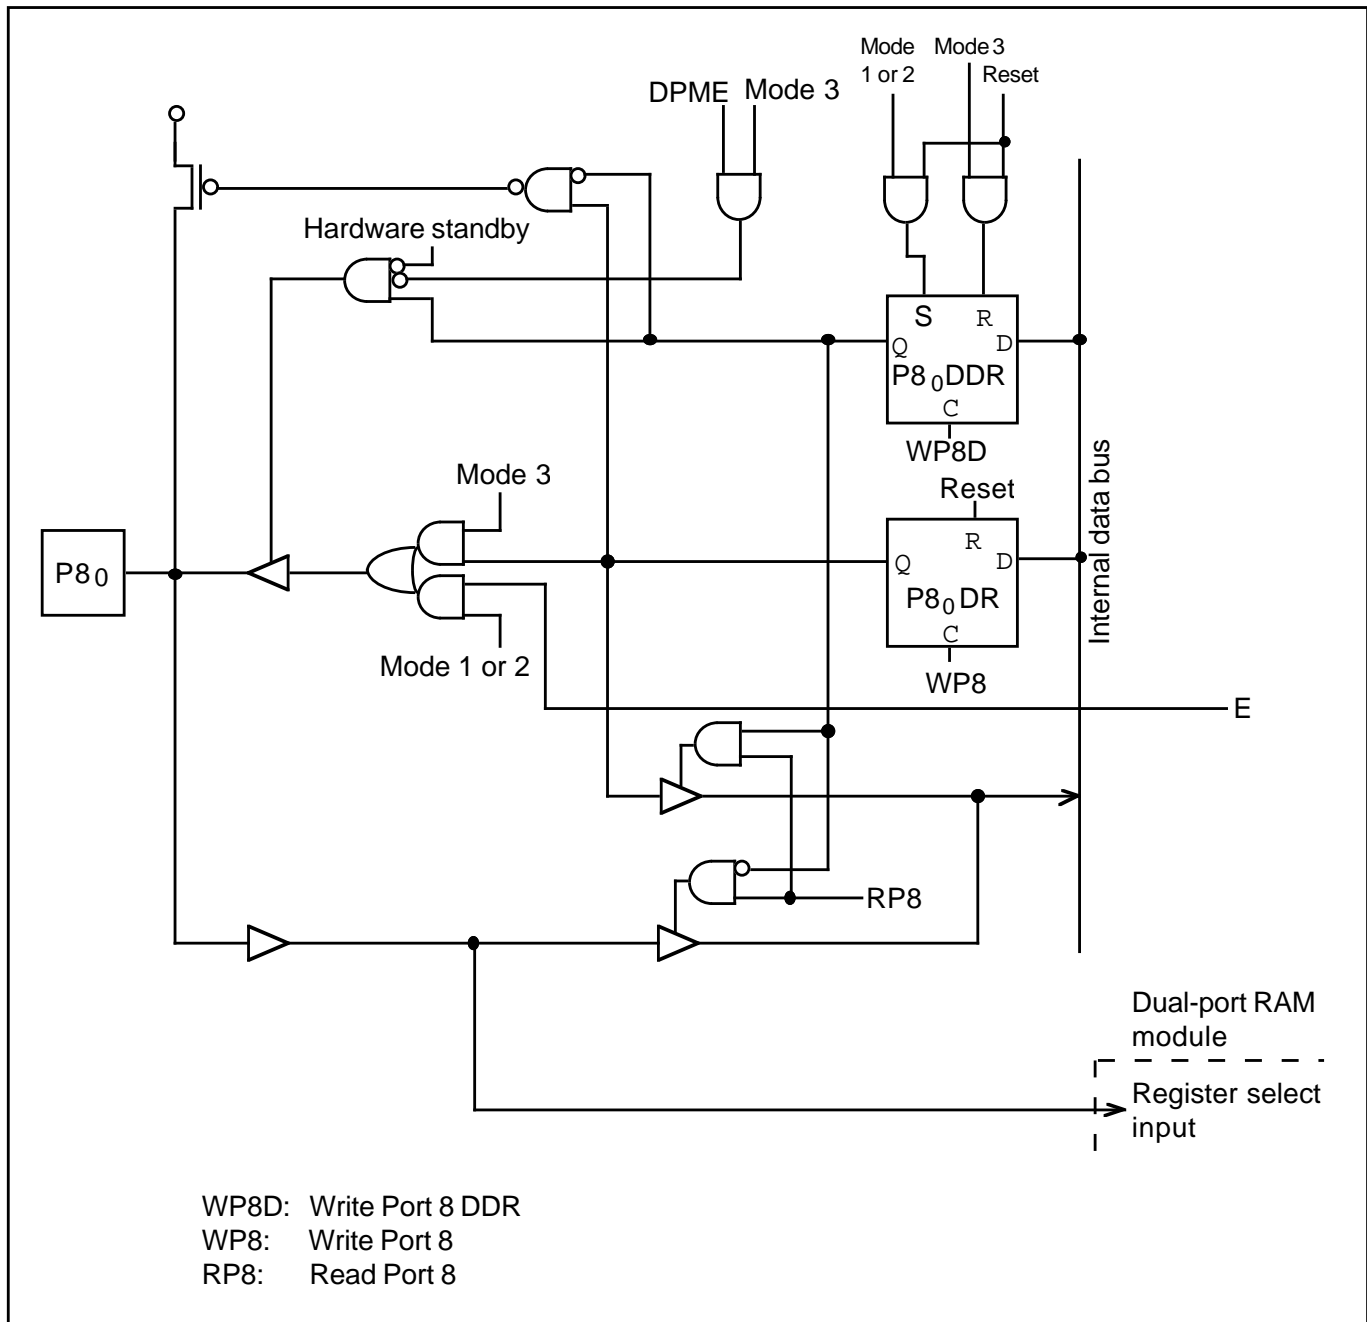 Mode
1 or 2
Mode 3
Reset
DPME
Mode 3
Hardware standby
S
R
Q
D
P80DDR
C
WP8D
Mode 3
Reset
R
Q
D
P80
P80DR
C
WP8
Mode 1 or 2
Internal data bus
E
RP8
Dual-port RAM
module
Register select
input
WP8D: Write Port 8 DDR
WP8: Write Port 8
RP8: Read Port 8